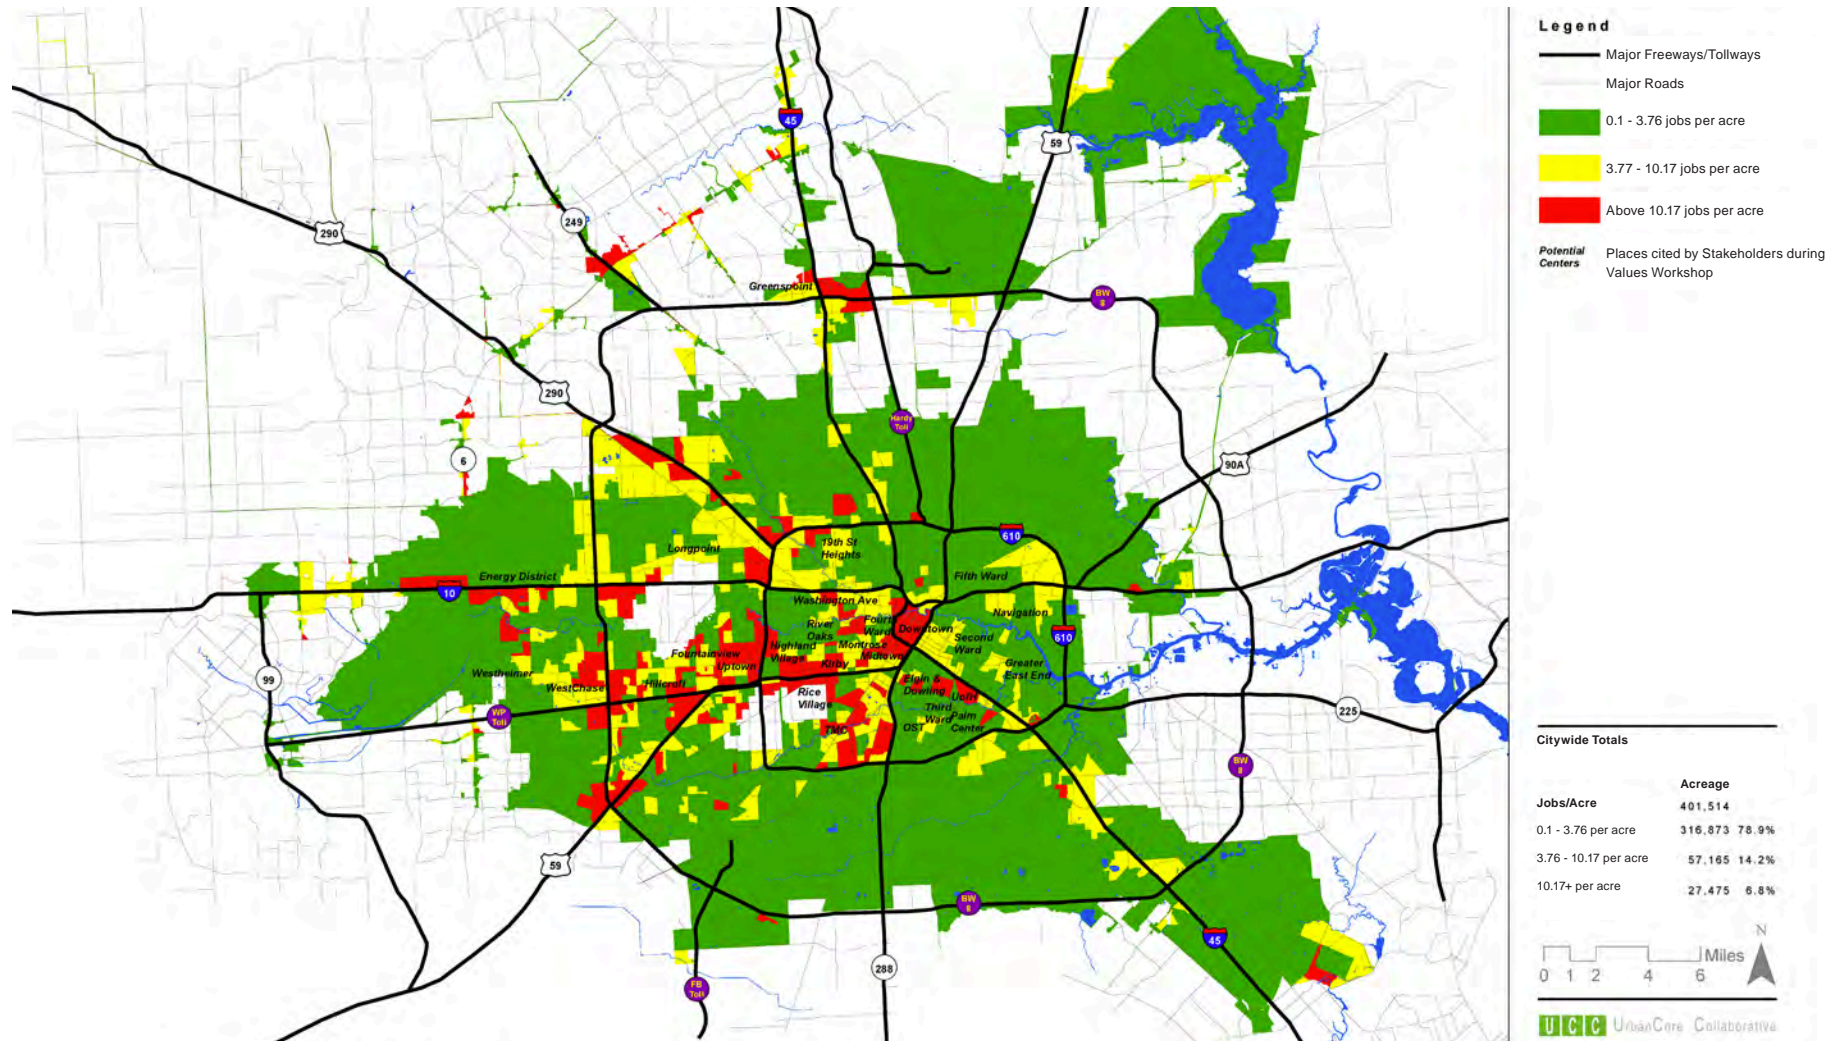 45
59
249
290
Greenspoint
BW
8
290
Hardy
Toll
6
90A
610
19th St
Heights
Longpoint
Energy District
10
Fifth Ward
Washington Ave
Navigation
River
Oaks
Fourth
Ward
Downtown
610
Second
Ward
Highland
Village
Montrose
Midtown
Fountainview
Uptown
Kirby
Greater
East End
Westheimer
WestChase
Hillcroft
99
Elgin &
Dowling
UofH
Rice
Village
Third
Ward
Palm
Center
WP
Toll
TMC
OST
225
BW
8
59
BW
8
45
288
FB
Toll
Legend
Major Freeways/Tollways
Major Roads
0.1 - 3.76 jobs per acre
3.77 - 10.17 jobs per acre
Above 10.17 jobs per acre
Potential
Centers
Places cited by Stakeholders during
Values Workshop
Citywide Totals
Acreage
Jobs/Acre 401,514
0.1 - 3.76 per acre 316,873 78.9%
3.76 - 10.17 per acre 57,165 14.2%
10.17+ per acre 27,475 6.8%
N
Miles
0 1 2 4 6
UCC UrbanCore Collaborative